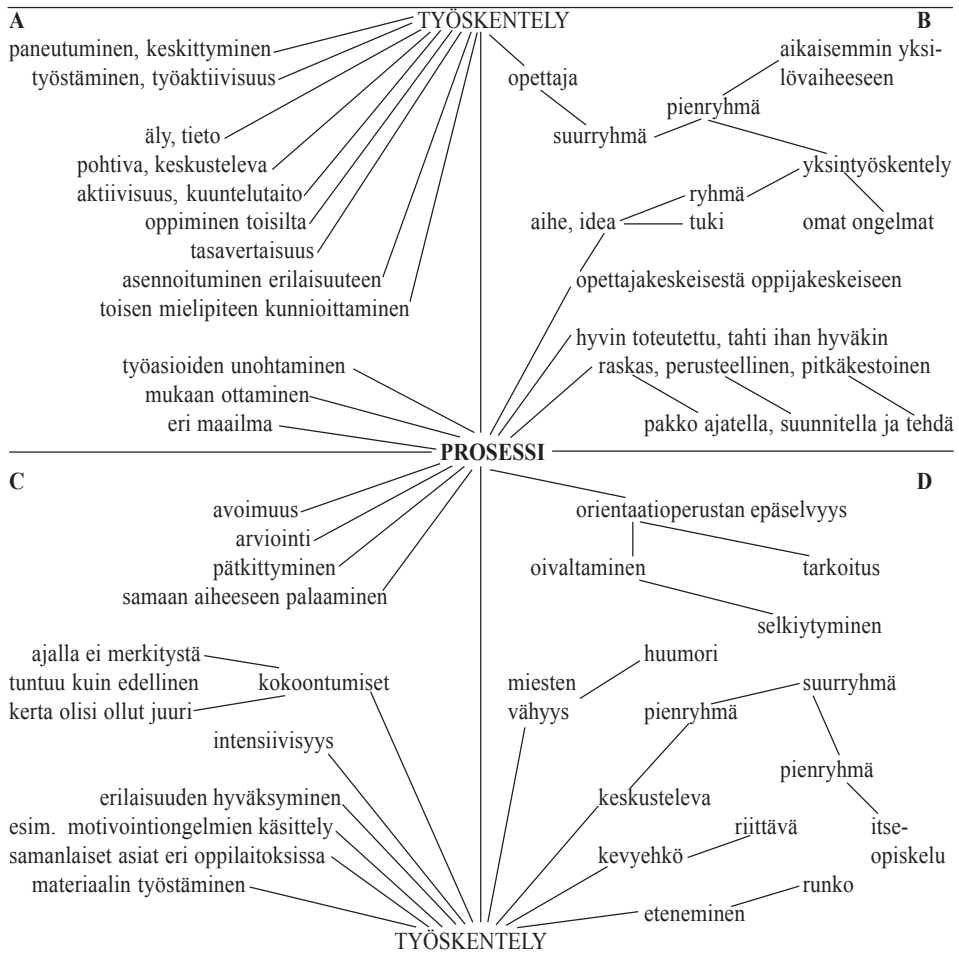 A
TYÖSKENTELY
B
paneutuminen, keskittyminen
työstäminen, työaktiivisuus
äly, tieto
pohtiva, keskusteleva
aktiivisuus, kuuntelutaito
oppiminen toisilta
tasavertaisuus
asennoituminen erilaisuuteen
toisen mielipiteen kunnioittaminen
työasioiden unohtaminen
mukaan ottaminen
eri maailma
opettaja
suurryhmä
pienryhmä
aikaisemmin yksi-
lövaiheeseen
yksintyöskentely
omat ongelmat
ryhmä
aihe, idea
tuki
opettajakeskeisestä oppijakeskeiseen
hyvin toteutettu, tahti ihan hyväkin
raskas, perusteellinen, pitkäkestoinen
pakko ajatella, suunnitella ja tehdä
PROSESSI
C
D
avoimuus
arviointi
pätkittyminen
samaan aiheeseen palaaminen
ajalla ei merkitystä
tuntuu kuin edellinen
kerta olisi ollut juuri
kokoontumiset
intensiivisyys
erilaisuuden hyväksyminen
esim. motivointiongelmien käsittely
samanlaiset asiat eri oppilaitoksissa
materiaalin työstäminen
orientaatioperustan epäselvyys
oivaltaminen
tarkoitus
selkiytyminen
huumori
miesten
vähyys
suurryhmä
pienryhmä
pienryhmä
keskusteleva
itse-
opiskelu
riittävä
kevyehkö
runko
eteneminen
TYÖSKENTELY